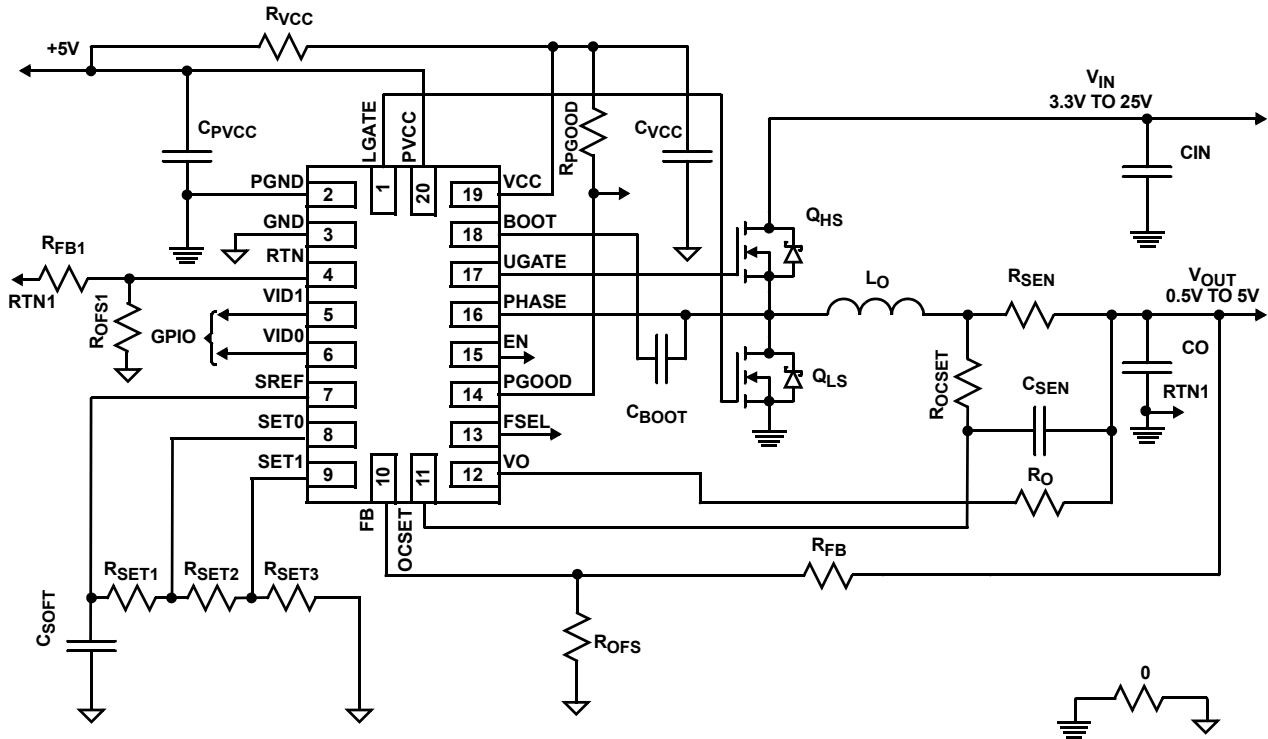 RVCC
+5V
VIN
3.3V TO 25V
CPVCC
LGATE
PVCC
RPGOOD
CVCC
CIN
1
20
PGND
2
19
VCC
GND
3
18
BOOT
QHS
RFB1
RTN
4
17
UGATE
RTN1
ROFS1
LO
RSEN
VOUT
0.5V TO 5V
VID1
5
16
PHASE
GPIO
VID0
6
15
EN
SREF
7
14
PGOOD
QLS
ROCSET
CSEN
CO
RTN1
CBOOT
SET0
8
13
FSEL
SET1
9
12
VO
10
11
RO
FB
OCSET
RFB
RSET1
RSET2
RSET3
CSOFT
ROFS
0